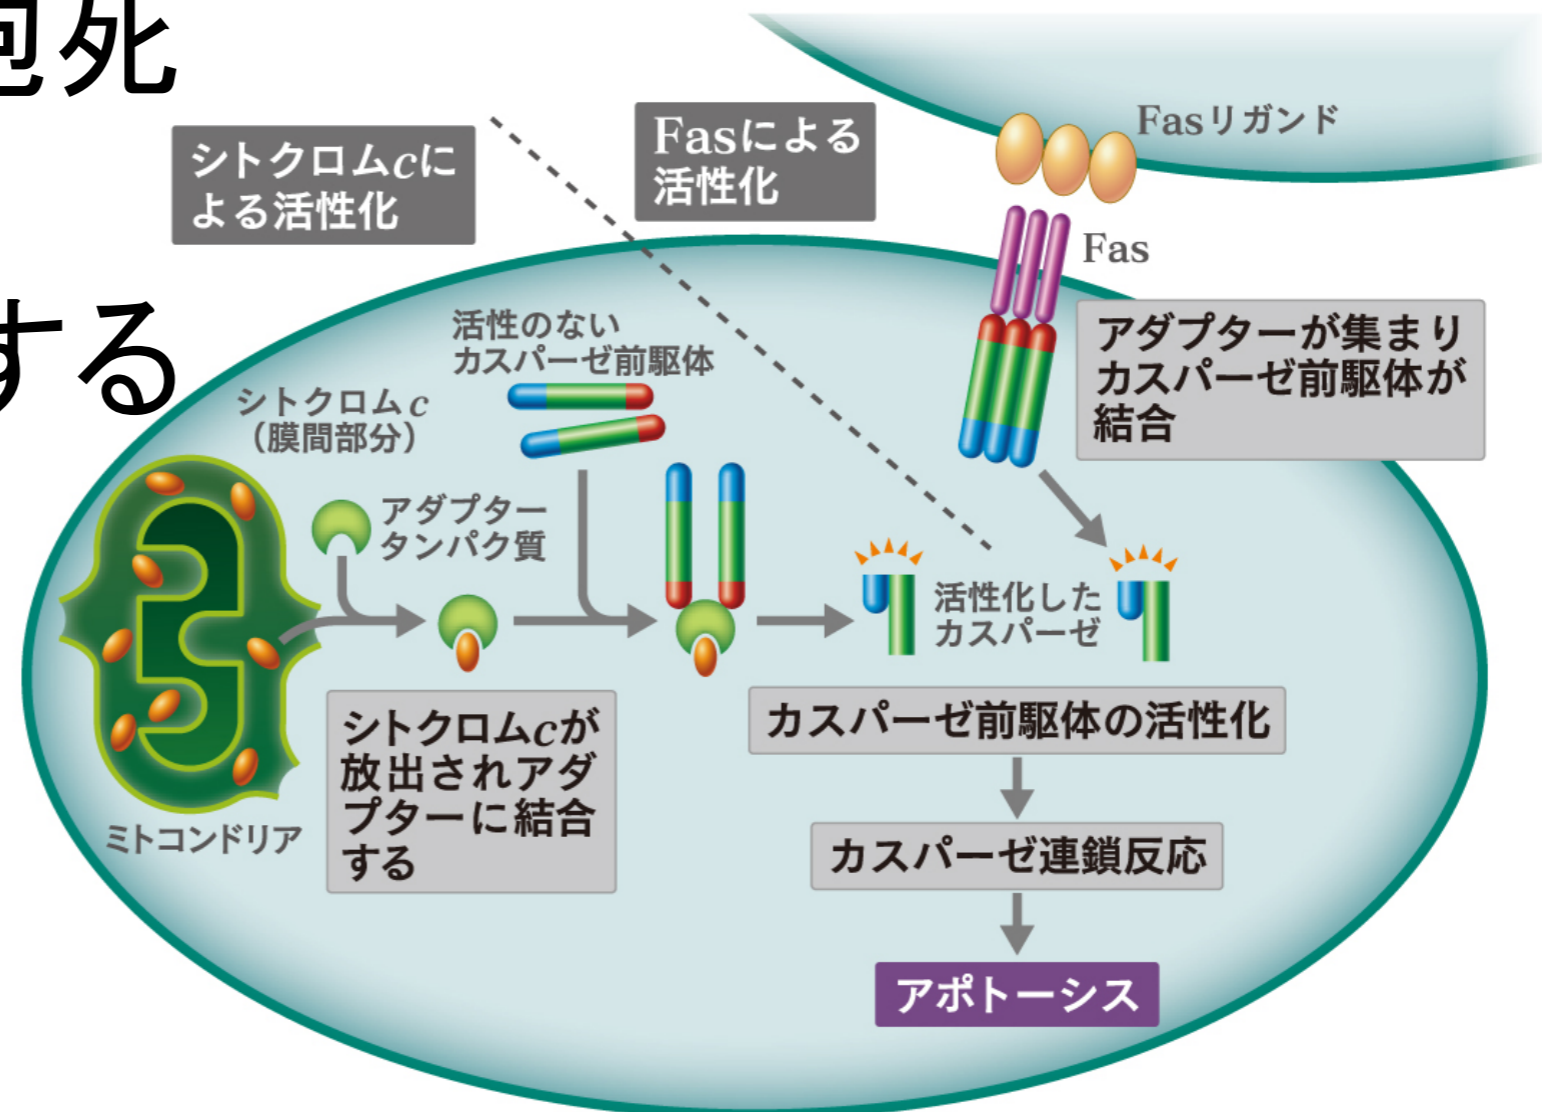 胞死
する
シトクロムcに
よる活性化
Fasによる
活性化
Fasリガンド
Fas
アダプターが集まり
カスパーゼ前駆体が
結合
活性のない
カスパーゼ前駆体
シトクロムc
（膜間部分）
アダプター
タンパク質
活性化した
カスパーゼ
シトクロムcが
放出されアダ
プターに結合
する
ミトコンドリア
カスパーゼ前駆体の活性化
カスパーゼ連鎖反応
アポトーシス